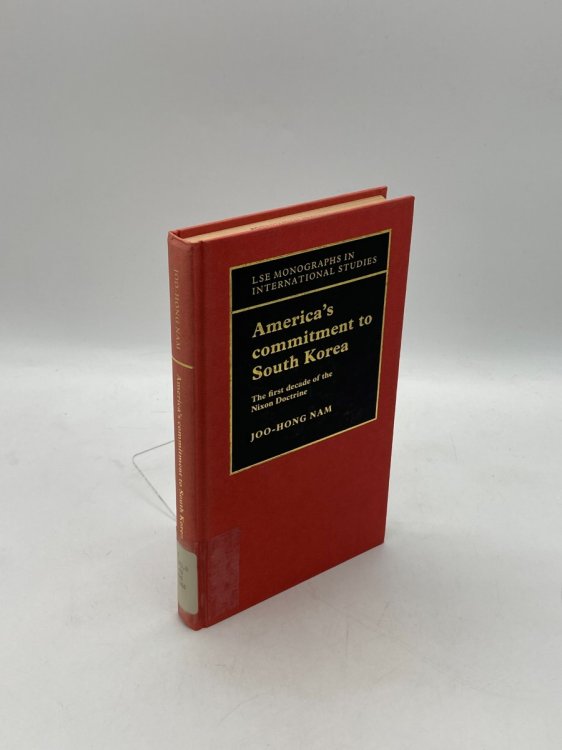 LSE MONOGRAPHS IN
INTERNATIONAL STUDIES
America's
commitment to
South Korea
The first decade of the
Nixon Doctrine
JOO-HONG NAM
JOO-HONG NAM
America's commitment to South Korea